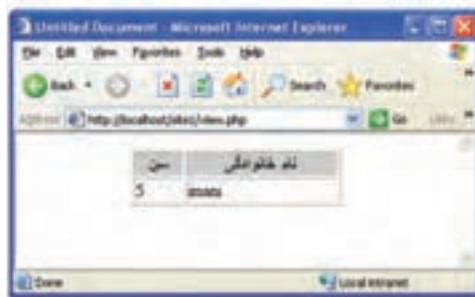 Untitled Document - Microsoft Internet Explorer
File Edit View Favorites Tools Help
Back Search Favorites
Address http://localhost/sites/view.php Go Links
سن نام خانوادگی
5
Done Local intranet